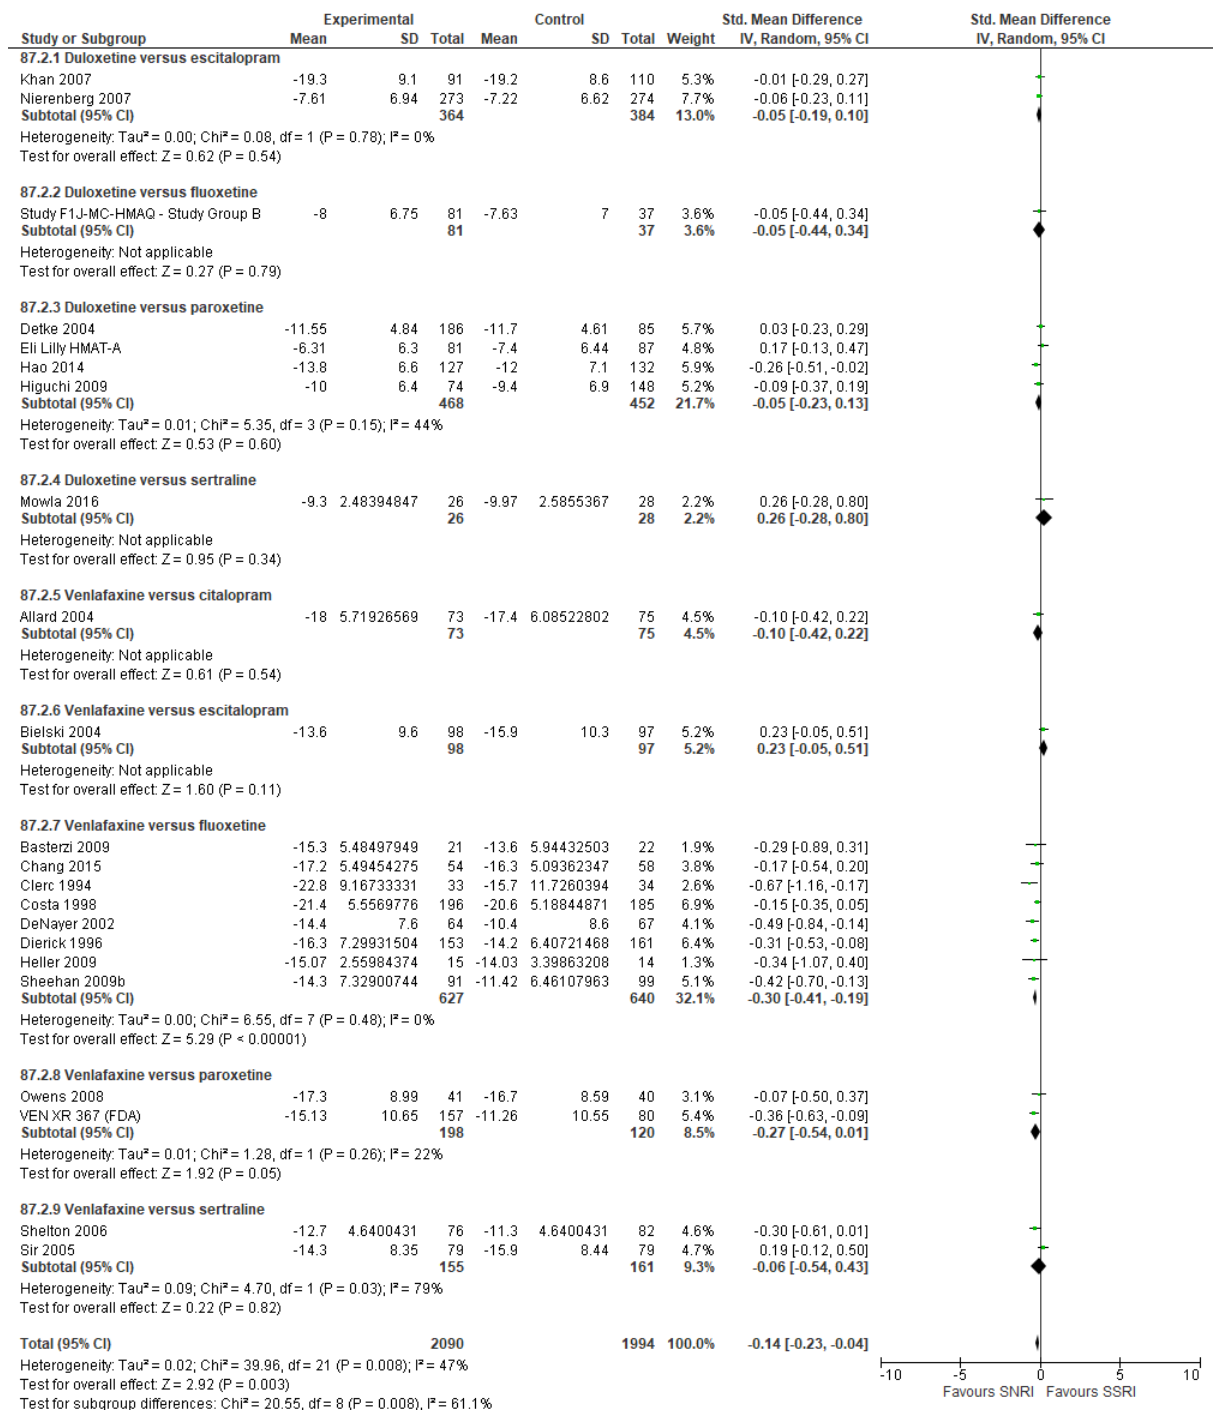 Experimental Control Std. Mean Difference Std. Mean Difference
Study or Subgroup Mean SD Total Mean SD Total Weight IV, Random, 95% CI IV, Random, 95% CI
87.2.1 Duloxetine versus escitalopram
Khan 2007 -19.3 9.1 91 -19.2 8.6 110 5.3% -0.01 [-0.29, 0.27]
Nierenberg 2007 -7.61 6.94 273 -7.22 6.62 274 7.7% -0.06 [-0.23, 0.11]
Subtotal (95% CI) 364 384 13.0% -0.05 [-0.19, 0.10]
Heterogeneity: Tau² = 0.00; Chi² = 0.08, df = 1 (P = 0.78); I² = 0%
Test for overall effect: Z = 0.62 (P = 0.54)
87.2.2 Duloxetine versus fluoxetine
Study F1J-MC-HMAQ - Study Group B -8 6.75 81 -7.63 7 37 3.6% -0.05 [-0.44, 0.34]
Subtotal (95% CI) 81 37 3.6% -0.05 [-0.44, 0.34]
Heterogeneity: Not applicable
Test for overall effect: Z = 0.27 (P = 0.79)
87.2.3 Duloxetine versus paroxetine
Detke 2004 -11.55 4.84 186 -11.7 4.61 85 5.7% 0.03 [-0.23, 0.29]
Eli Lilly HMAT-A -6.31 6.3 81 -7.4 6.44 87 4.8% 0.17 [-0.13, 0.47]
Hao 2014 -13.8 6.6 127 -12 7.1 132 5.9% -0.26 [-0.51, -0.02]
Higuchi 2009 -10 6.4 74 -9.4 6.9 148 5.2% -0.09 [-0.37, 0.19]
Subtotal (95% CI) 468 452 21.7% -0.05 [-0.23, 0.13]
Heterogeneity: Tau² = 0.01; Chi² = 5.35, df = 3 (P = 0.15); I² = 44%
Test for overall effect: Z = 0.53 (P = 0.60)
87.2.4 Duloxetine versus sertraline
Mowla 2016 -9.3 2.48394847 26 -9.97 2.5855367 28 2.2% 0.26 [-0.28, 0.80]
Subtotal (95% CI) 26 28 2.2% 0.26 [-0.28, 0.80]
Heterogeneity: Not applicable
Test for overall effect: Z = 0.95 (P = 0.34)
87.2.5 Venlafaxine versus citalopram
Allard 2004 -18 5.71926569 73 -17.4 6.08522802 75 4.5% -0.10 [-0.42, 0.22]
Subtotal (95% CI) 73 75 4.5% -0.10 [-0.42, 0.22]
Heterogeneity: Not applicable
Test for overall effect: Z = 0.61 (P = 0.54)
87.2.6 Venlafaxine versus escitalopram
Bielski 2004 -13.6 9.6 98 -15.9 10.3 97 5.2% 0.23 [-0.05, 0.51]
Subtotal (95% CI) 98 97 5.2% 0.23 [-0.05, 0.51]
Heterogeneity: Not applicable
Test for overall effect: Z = 1.60 (P = 0.11)
87.2.7 Venlafaxine versus fluoxetine
Basterzi 2009 -15.3 5.48497949 21 -13.6 5.94432503 22 1.9% -0.29 [-0.89, 0.31]
Chang 2015 -17.2 5.49454275 54 -16.3 5.09362347 58 3.8% -0.17 [-0.54, 0.20]
Clerc 1994 -22.8 9.16733331 33 -15.7 11.7260394 34 2.6% -0.67 [-1.16, -0.17]
Costa 1998 -21.4 5.5569776 196 -20.6 5.18844871 185 6.9% -0.15 [-0.35, 0.05]
DeNayer 2002 -14.4 7.6 64 -10.4 8.6 67 4.1% -0.49 [-0.84, -0.14]
Dierick 1996 -16.3 7.29931504 153 -14.2 6.40721468 161 6.4% -0.31 [-0.53, -0.08]
Heller 2009 -15.07 2.55984374 15 -14.03 3.39863208 14 1.3% -0.34 [-1.07, 0.40]
Sheehan 2009b -14.3 7.32900744 91 -11.42 6.46107963 99 5.1% -0.42 [-0.70, -0.13]
Subtotal (95% CI) 627 640 32.1% -0.30 [-0.41, -0.19]
Heterogeneity: Tau² = 0.00; Chi² = 6.55, df = 7 (P = 0.48); I² = 0%
Test for overall effect: Z = 5.29 (P < 0.00001)
87.2.8 Venlafaxine versus paroxetine
Owens 2008 -17.3 8.99 41 -16.7 8.59 40 3.1% -0.07 [-0.50, 0.37]
VEN XR 367 (FDA) -15.13 10.65 157 -11.26 10.55 80 5.4% -0.36 [-0.63, -0.09]
Subtotal (95% CI) 198 120 8.5% -0.27 [-0.54, 0.01]
Heterogeneity: Tau² = 0.01; Chi² = 1.28, df = 1 (P = 0.26); I² = 22%
Test for overall effect: Z = 1.92 (P = 0.05)
87.2.9 Venlafaxine versus sertraline
Shelton 2006 -12.7 4.6400431 76 -11.3 4.6400431 82 4.6% -0.30 [-0.61, 0.01]
Sir 2005 -14.3 8.35 79 -15.9 8.44 79 4.7% 0.19 [-0.12, 0.50]
Subtotal (95% CI) 155 161 9.3% -0.06 [-0.54, 0.43]
Heterogeneity: Tau² = 0.09; Chi² = 4.70, df = 1 (P = 0.03); I² = 79%
Test for overall effect: Z = 0.22 (P = 0.82)
Total (95% CI) 2090 1994 100.0% -0.14 [-0.23, -0.04]
Heterogeneity: Tau² = 0.02; Chi² = 39.96, df = 21 (P = 0.008); I² = 47%
Test for overall effect: Z = 2.92 (P = 0.003)
Test for subgroup differences: Chi² = 20.55, df = 8 (P = 0.008), I² = 61.1%
-10 -5 0 5 10
Favours SNRI Favours SSRI